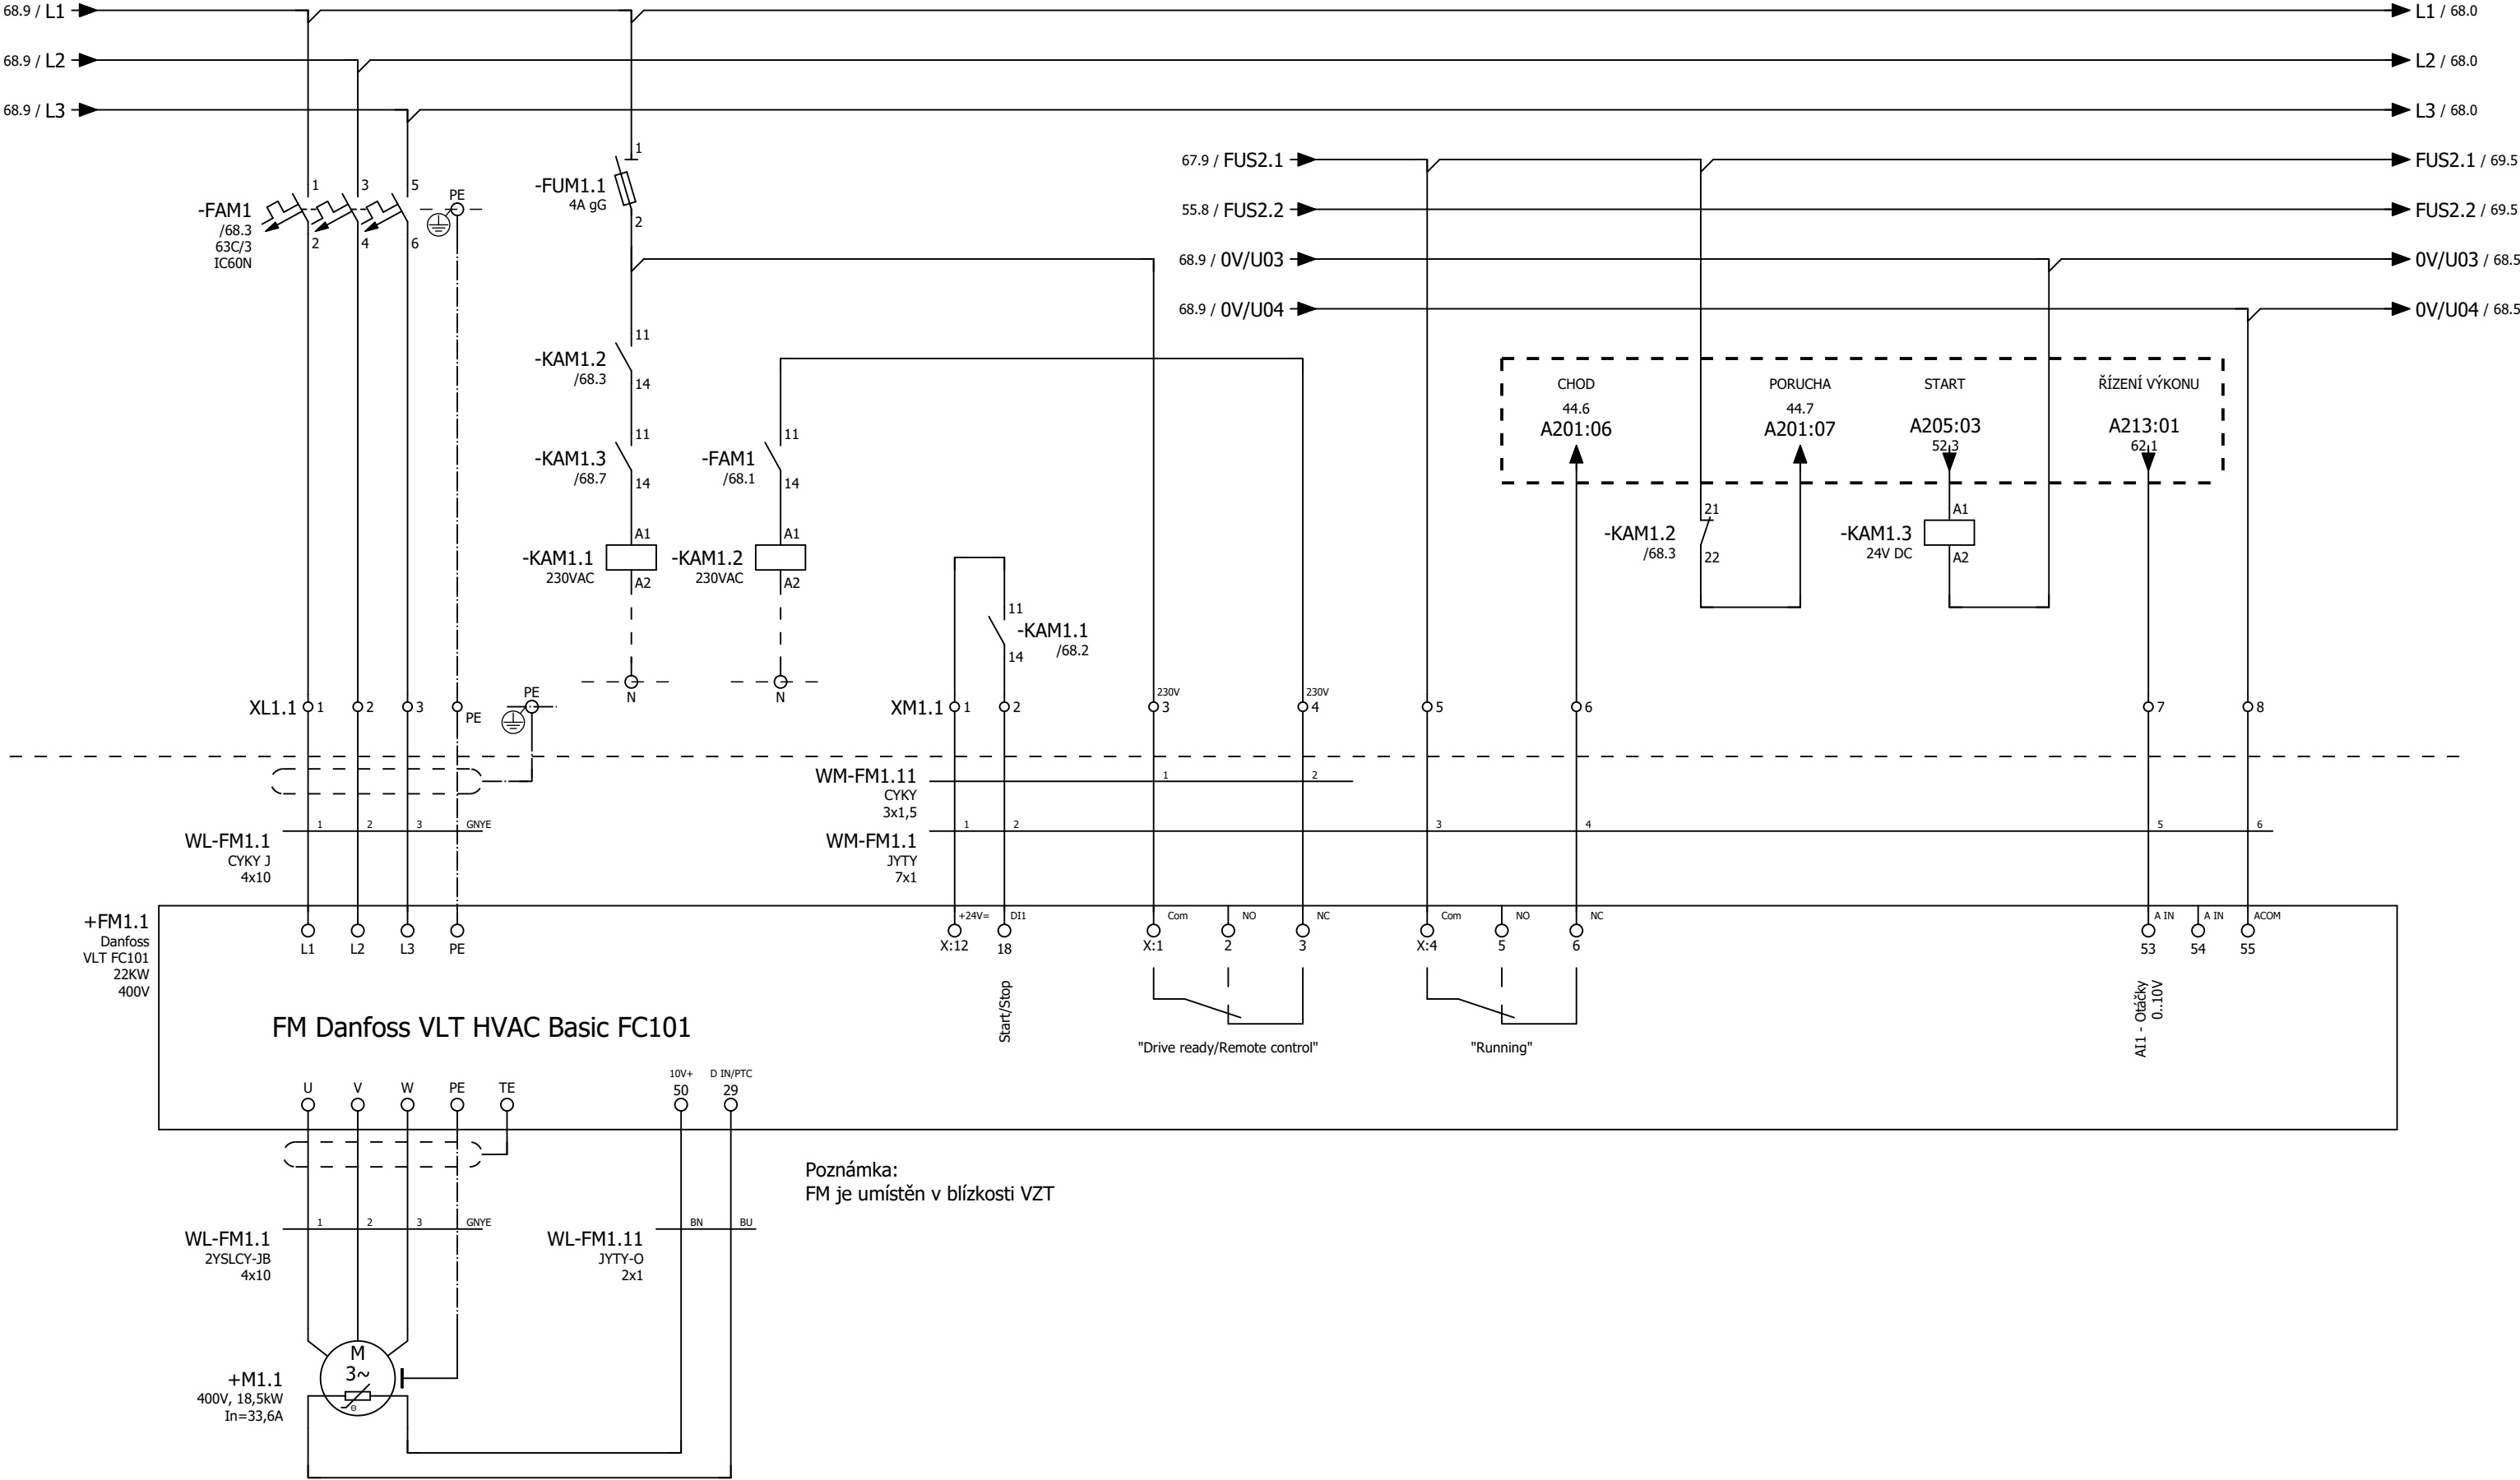 68.9 / L1
L1 / 68.0
68.9 / L2
L2 / 68.0
68.9 / L3
L3 / 68.0
67.9 / FUS2.1
FUS2.1 / 69.5
55.8 / FUS2.2
FUS2.2 / 69.5
68.9 / 0V/U03
0V/U03 / 68.5
68.9 / 0V/U04
0V/U04 / 68.5
-FAM1
/68.3
63C/3
IC60N
1
3
5
2
4
6
PE
-FUM1.1
4A gG
1
2
-KAM1.2
/68.3
11
14
-KAM1.3
/68.7
11
14
-FAM1
/68.1
11
14
-KAM1.1
230VAC
A1
A2
N
-KAM1.2
230VAC
A1
A2
N
11
-KAM1.1
/68.2
14
CHOD
44.6
A201:06
PORUCHA
44.7
A201:07
START
A205:03
52.3
ŘÍZENÍ VÝKONU
A213:01
62.1
-KAM1.2
/68.3
21
22
-KAM1.3
24V DC
A1
A2
XL1.1
1
2
3
PE
PE
XM1.1
1
2
230V
3
230V
4
5
6
7
8
WM-FM1.11
CYKY
3x1,5
1
2
WL-FM1.1
CYKY J
4x10
1
2
3
GNYE
WM-FM1.1
JYTY
7x1
1
2
3
4
5
6
+FM1.1
Danfoss
VLT FC101
22KW
400V
L1
L2
L3
PE
+24V=
X:12
DI1
18
Start/Stop
Com
X:1
NO
2
NC
3
"Drive ready/Remote control"
Com
X:4
NO
5
NC
6
"Running"
A IN
53
A IN
54
ACOM
55
AI1 - Otáčky
0..10V
FM Danfoss VLT HVAC Basic FC101
U
V
W
PE
TE
10V+
50
D IN/PTC
29
Poznámka:
FM je umístěn v blízkosti VZT
WL-FM1.1
2YSLCY-JB
4x10
1
2
3
GNYE
WL-FM1.11
JYTY-O
2x1
BN
BU
+M1.1
400V, 18,5kW
In=33,6A
M
3~
Θ